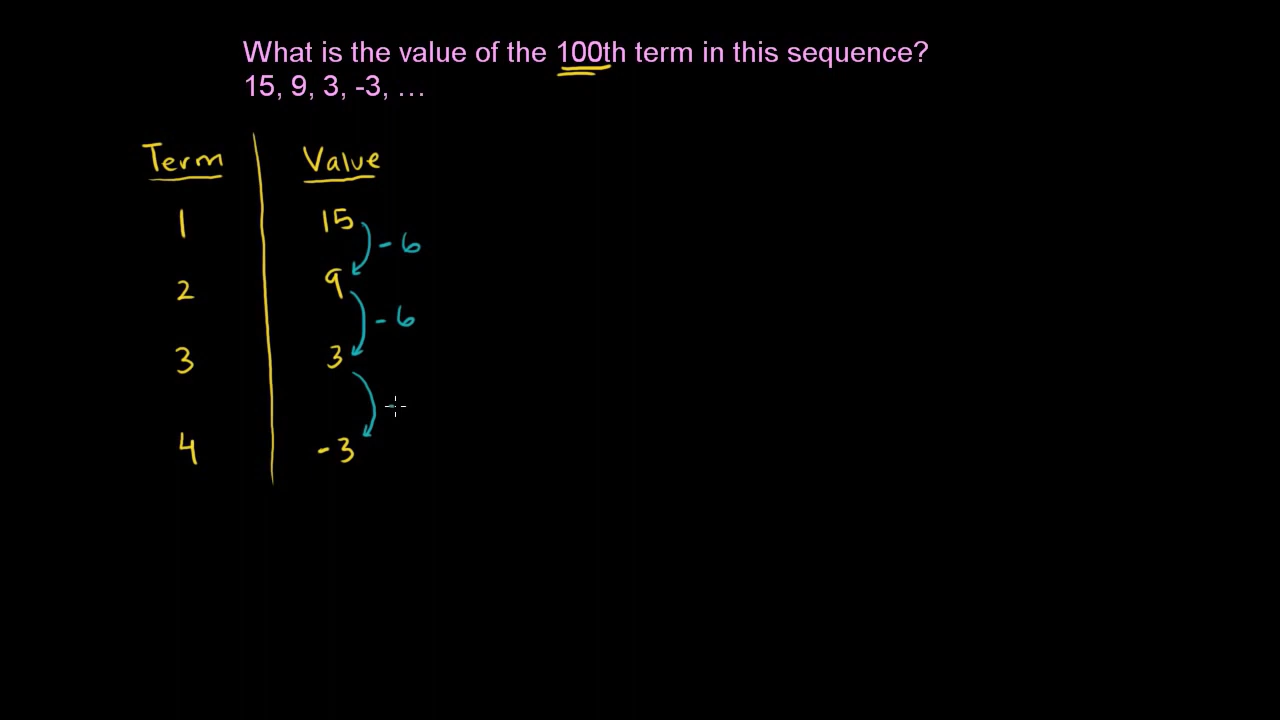 What is the value of the 100th term in this sequence?
15, 9, 3, -3, …
Term Value
1 15
-6
2 9
-6
3 3
-
4 -3